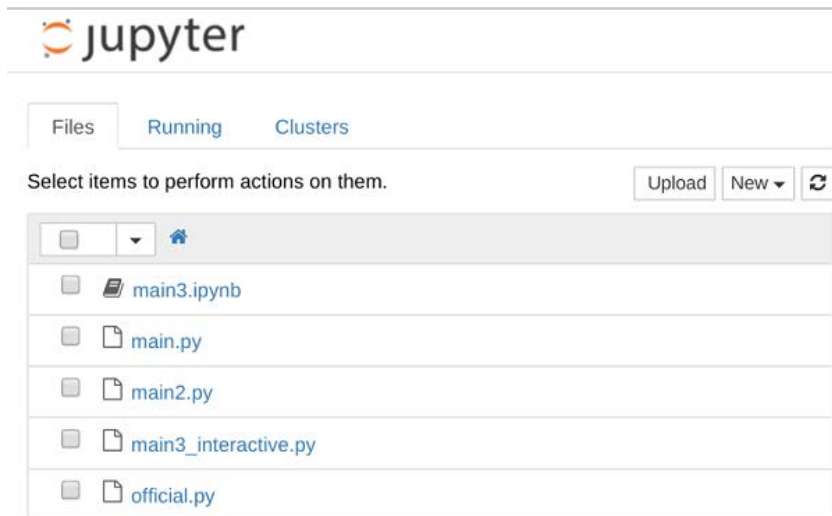 jupyter
Files Running Clusters
Select items to perform actions on them. Upload New
main3.ipynb
main.py
main2.py
main3_interactive.py
official.py